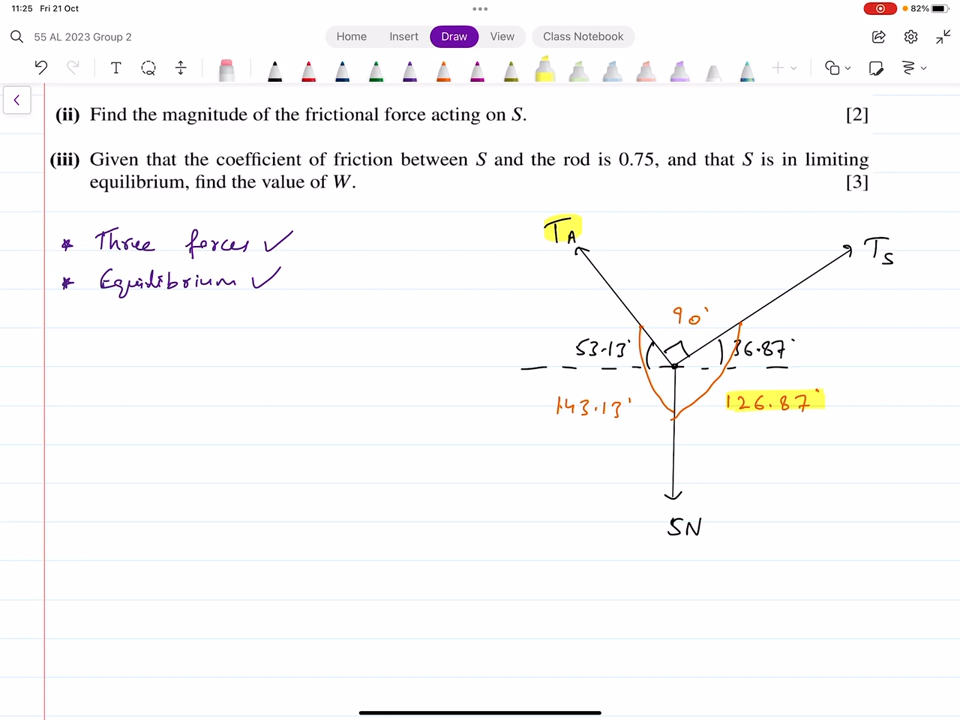 11:25 Fri 21 Oct
82%
55 AL 2023 Group 2
Home Insert Draw View Class Notebook
T
(ii) Find the magnitude of the frictional force acting on S. [2]
(iii) Given that the coefficient of friction between S and the rod is 0.75, and that S is in limiting
equilibrium, find the value of W. [3]
* Three forces ✓
* Equilibrium ✓
T_A
T_S
90°
53.13°
36.87°
143.13°
126.87°
5N